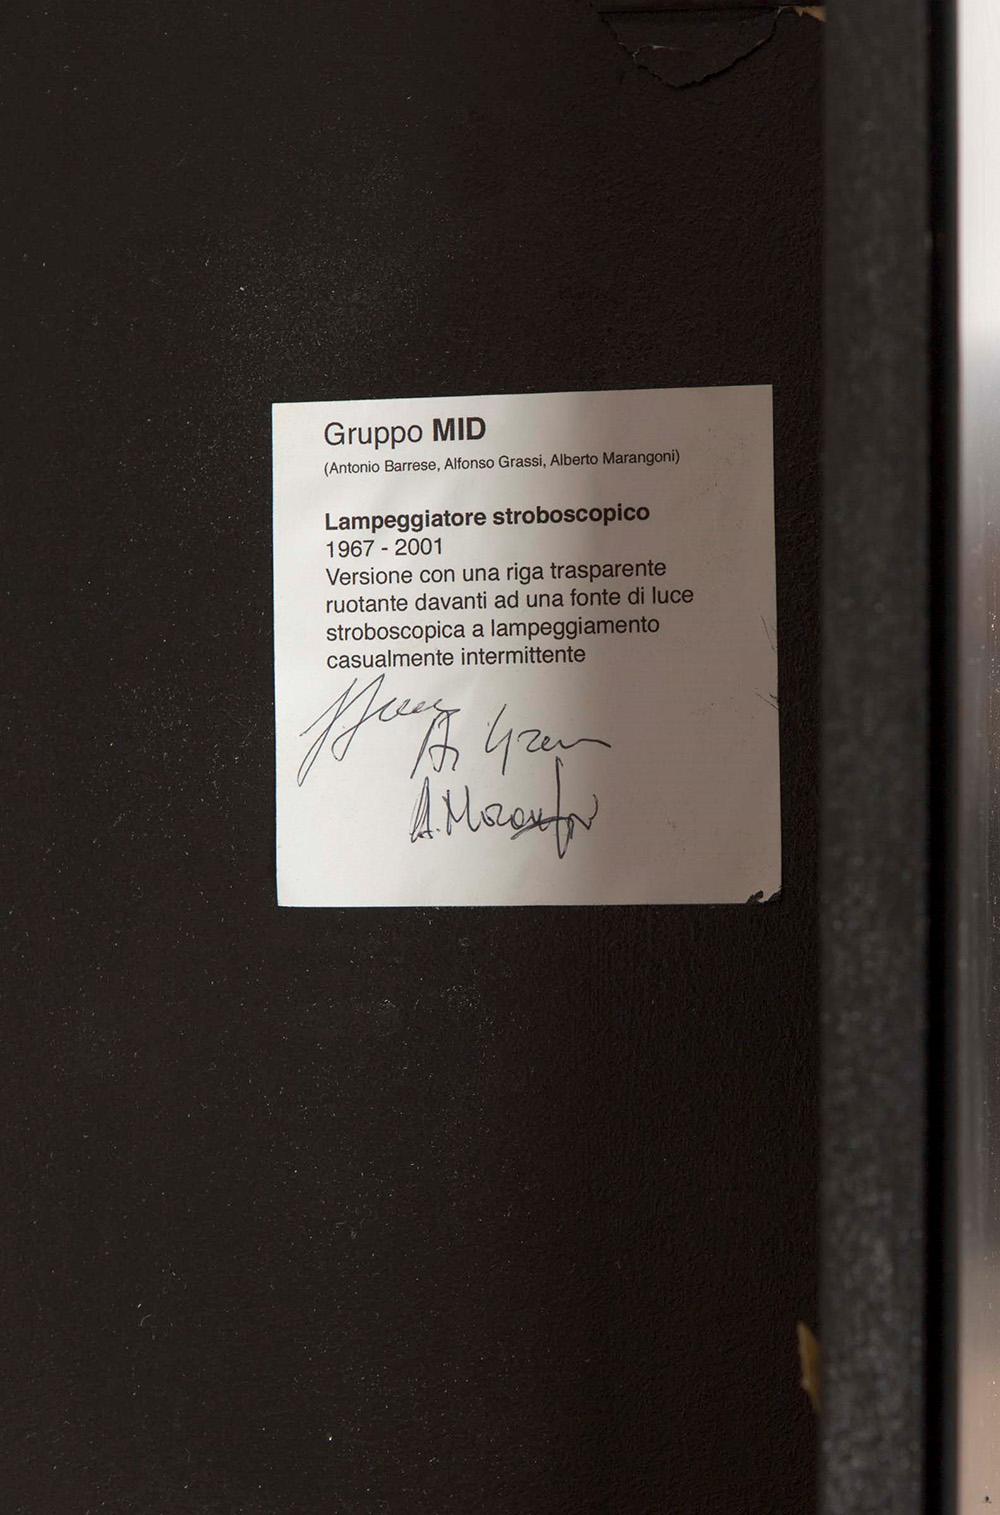 Gruppo MID
(Antonio Barrese, Alfonso Grassi, Alberto Marangoni)
Lampeggiatore stroboscopico
1967 - 2001
Versione con una riga trasparente
ruotante davanti ad una fonte di luce
stroboscopica a lampeggiamento
casualmente intermittente